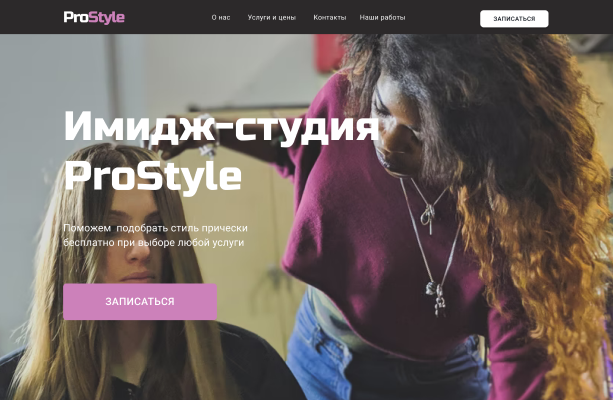 ProStyle
О нас
Услуги и цены
Контакты
Наши работы
ЗАПИСАТЬСЯ
Имидж-студия
ProStyle
Поможем подобрать стиль прически
бесплатно при выборе любой услуги
ЗАПИСАТЬСЯ